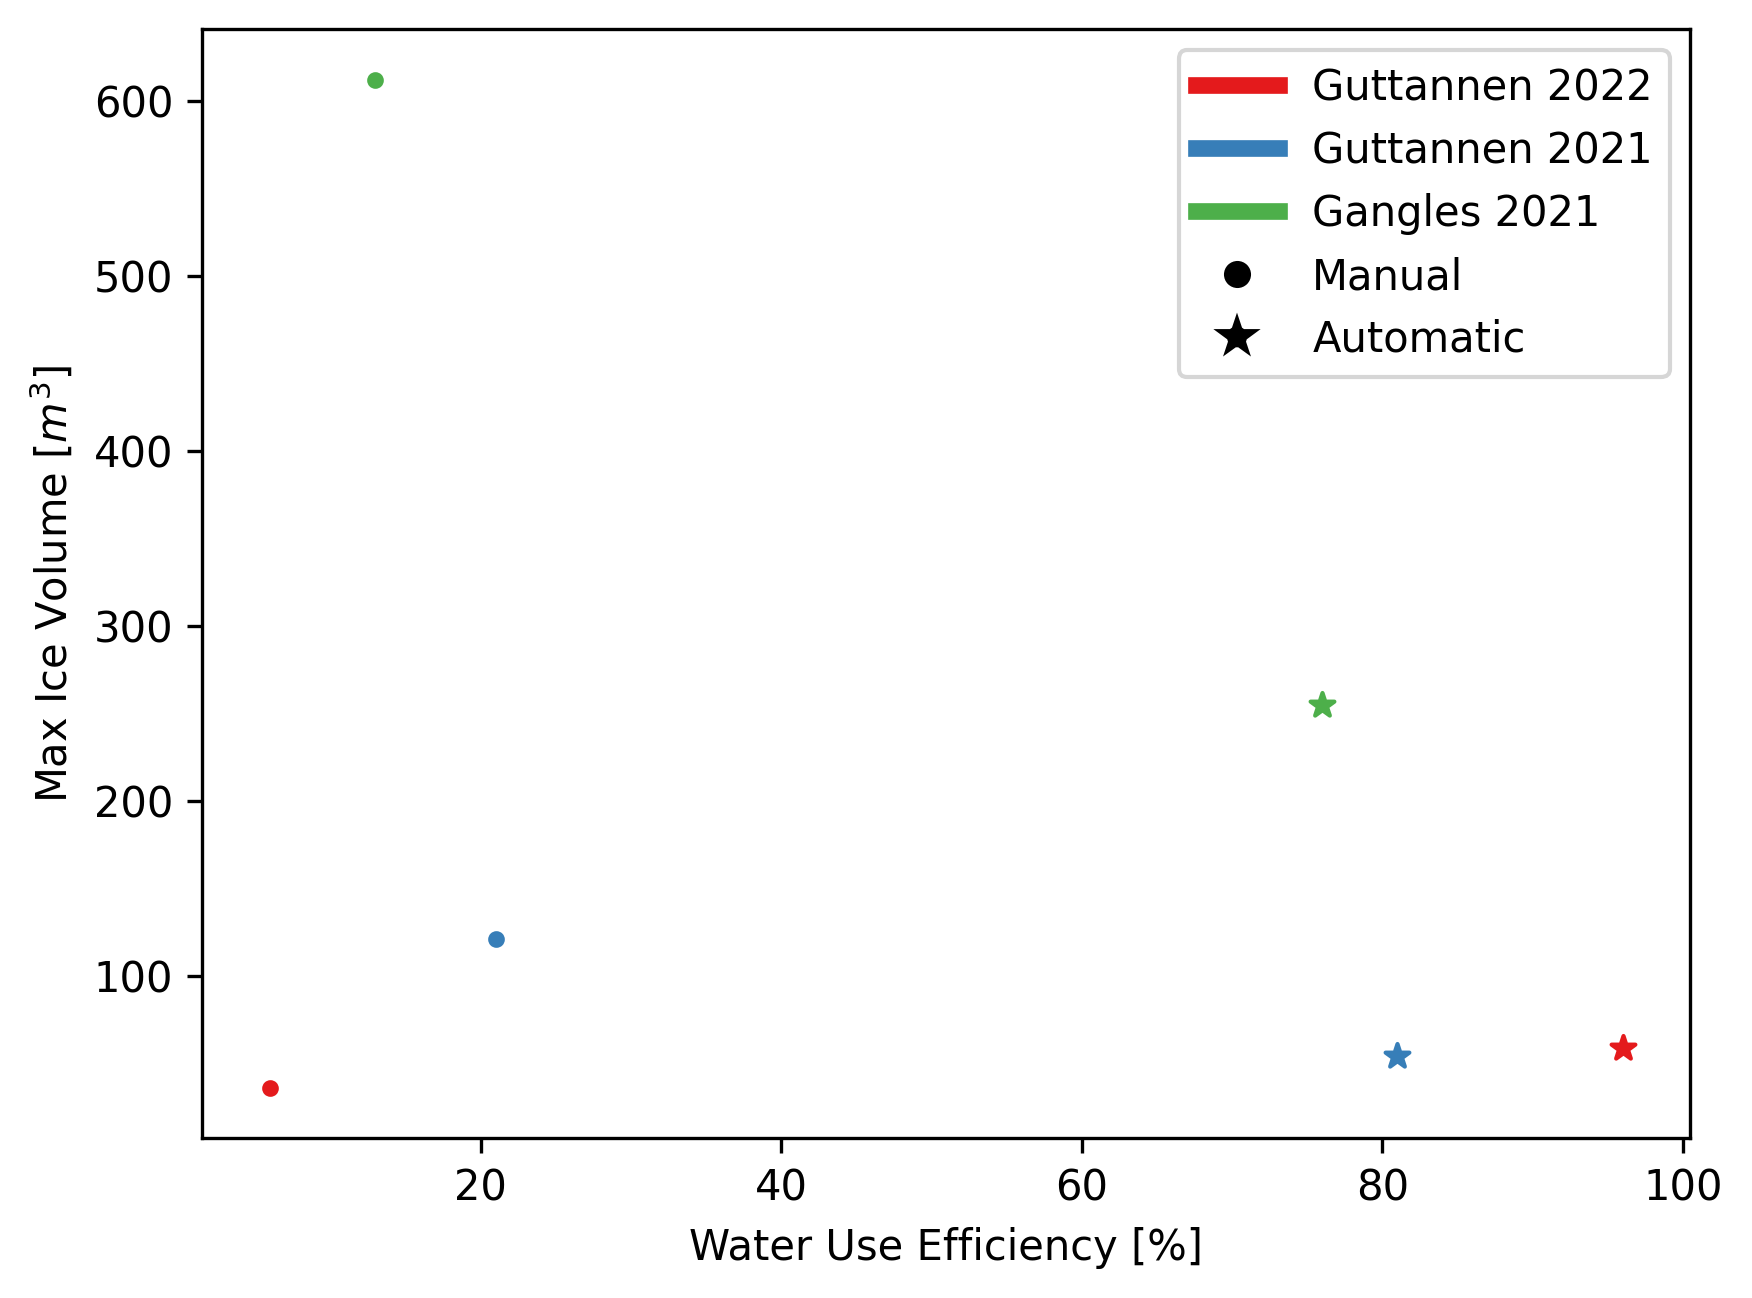 Guttannen 2022
Guttannen 2021
Gangles 2021
Manual
Automatic
600
500
400
300
200
100
Max Ice Volume [m³]
20 40 60 80 100
Water Use Efficiency [%]